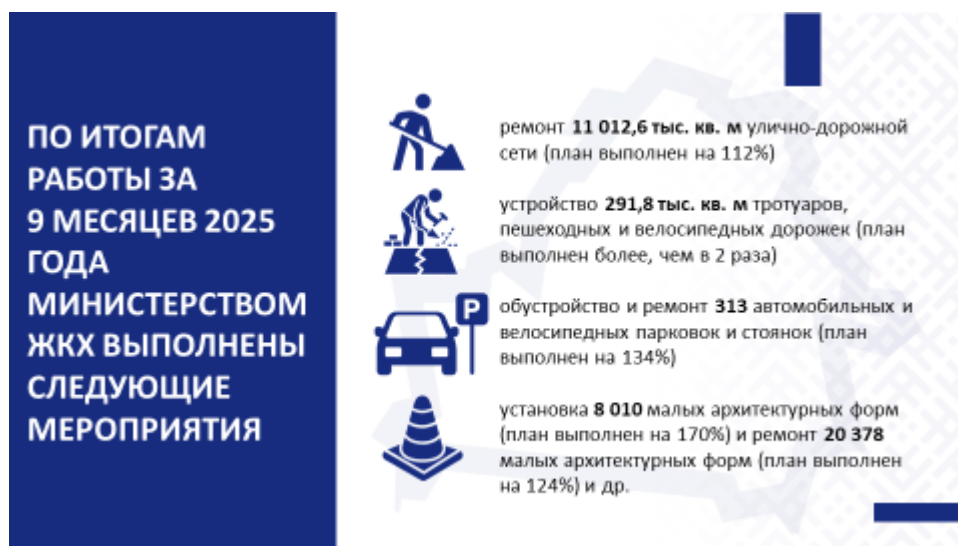 ПО ИТОГАМ
РАБОТЫ ЗА
9 МЕСЯЦЕВ 2025
ГОДА
МИНИСТЕРСТВОМ
ЖКХ ВЫПОЛНЕНЫ
СЛЕДУЮЩИЕ
МЕРОПРИЯТИЯ
ремонт 11 012,6 тыс. кв. м улично-дорожной
сети (план выполнен на 112%)
устройство 291,8 тыс. кв. м тротуаров,
пешеходных и велосипедных дорожек (план
выполнен более, чем в 2 раза)
P
обустройство и ремонт 313 автомобильных и
велосипедных парковок и стоянок (план
выполнен на 134%)
установка 8 010 малых архитектурных форм
(план выполнен на 170%) и ремонт 20 378
малых архитектурных форм (план выполнен
на 124%) и др.